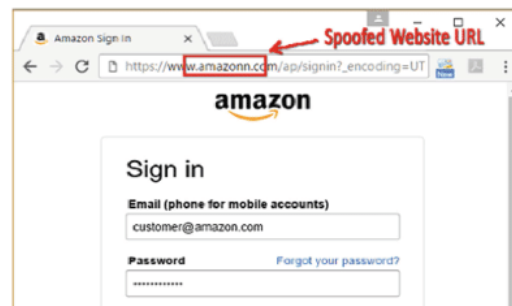 Amazon Sign In
Spoofed Website URL
https://www.amazonn.com/ap/signin?_encoding=UT
New
amazon
Sign in
Email (phone for mobile accounts)
customer@amazon.com
Password Forgot your password?